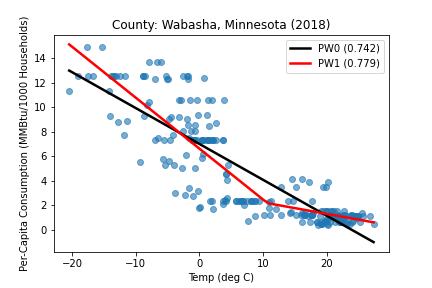 County: Wabasha, Minnesota (2018)
Per-Capita Consumption (MMBtu/1000 Households)
14
12
10
8
6
4
2
0
PW0 (0.742)
PW1 (0.779)
−20 −10 0 10 20
Temp (deg C)